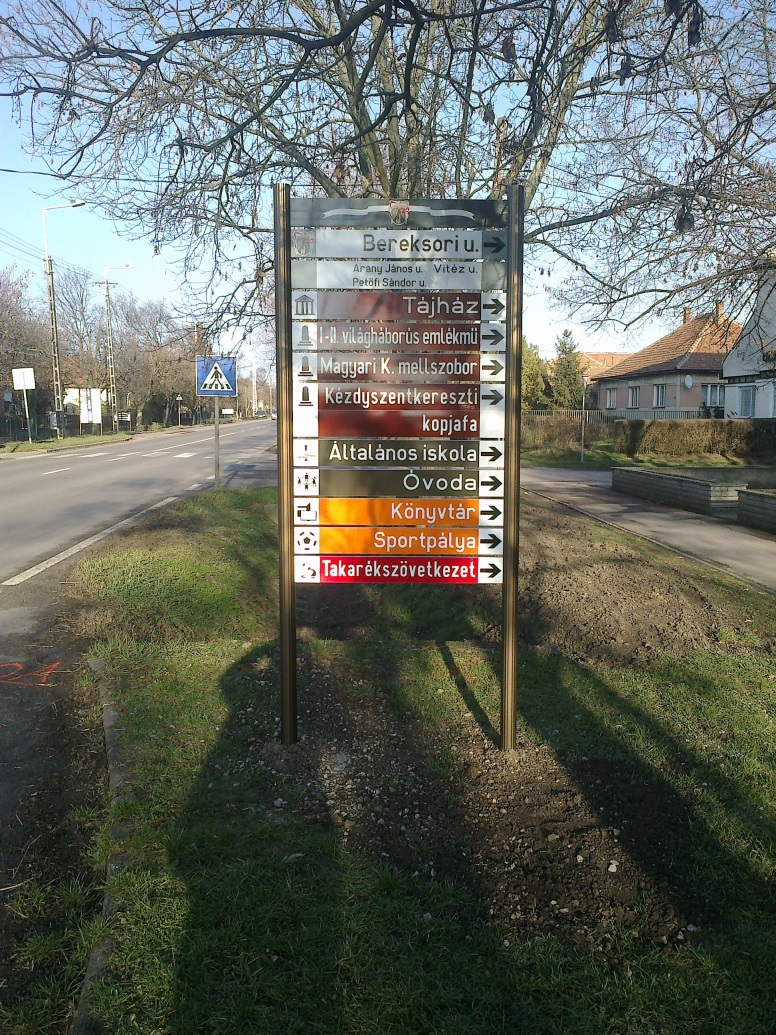 Bereksori u.
Arany János u. Vitéz u.
Petőfi Sándor u.
Tájház
I-II. világháborús emlékmű
Magyari K. mellszobor
Kézdyszentkereszti
kopjafa
Általános iskola
Óvoda
Könyvtár
Sportpálya
Takarékszövetkezet